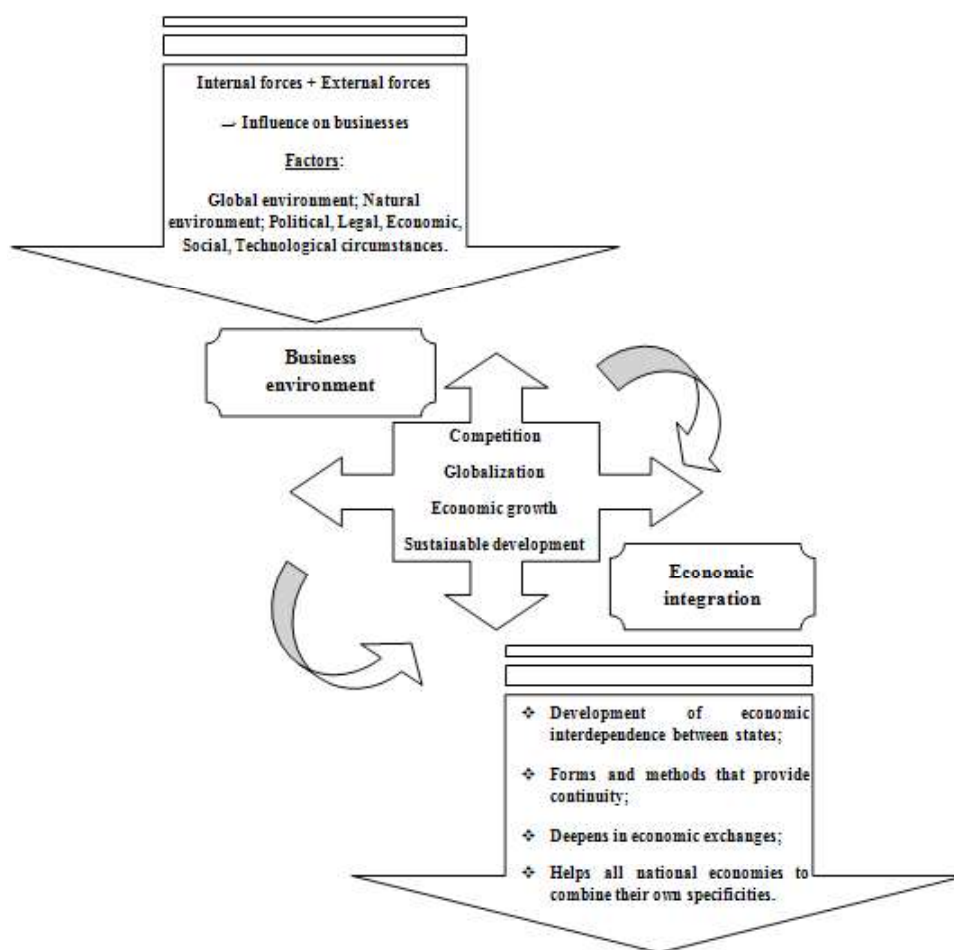 Internal forces + External forces
→ Influence on businesses
Factors:
Global environment; Natural
environment; Political, Legal, Economic,
Social, Technological circumstances.
Business
environment
Competition
Globalization
Economic growth
Sustainable development
Economic
integration
❖ Development of economic
interdependence between states;
❖ Forms and methods that provide
continuity;
❖ Deepens in economic exchanges;
❖ Helps all national economies to
combine their own specificities.